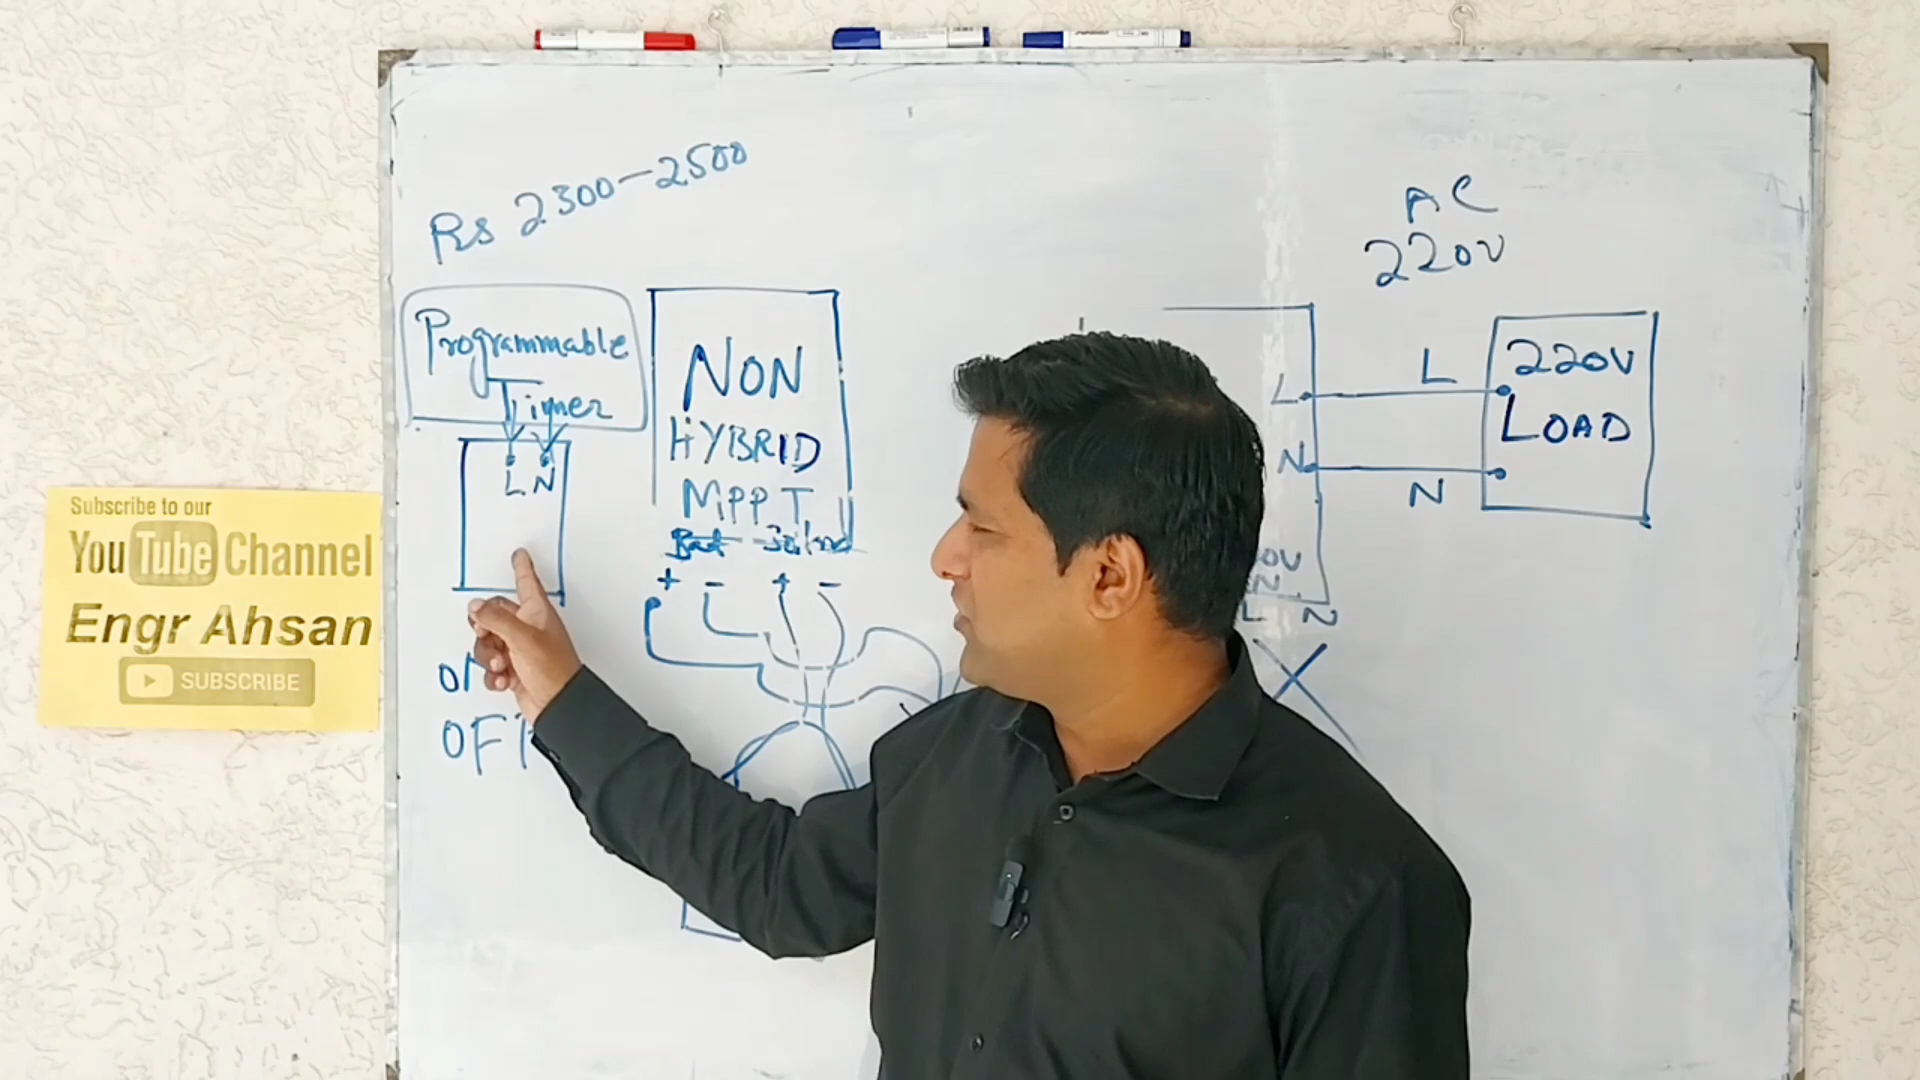 Rs 2300-2500
AC
220V
Programmable
Timer
L N
NON
HYBRID
MPPT
Bat
+ - + -
L
L
N
N
220V
LOAD
L N
OFF
Subscribe to our
YouTube Channel
Engr Ahsan
SUBSCRIBE